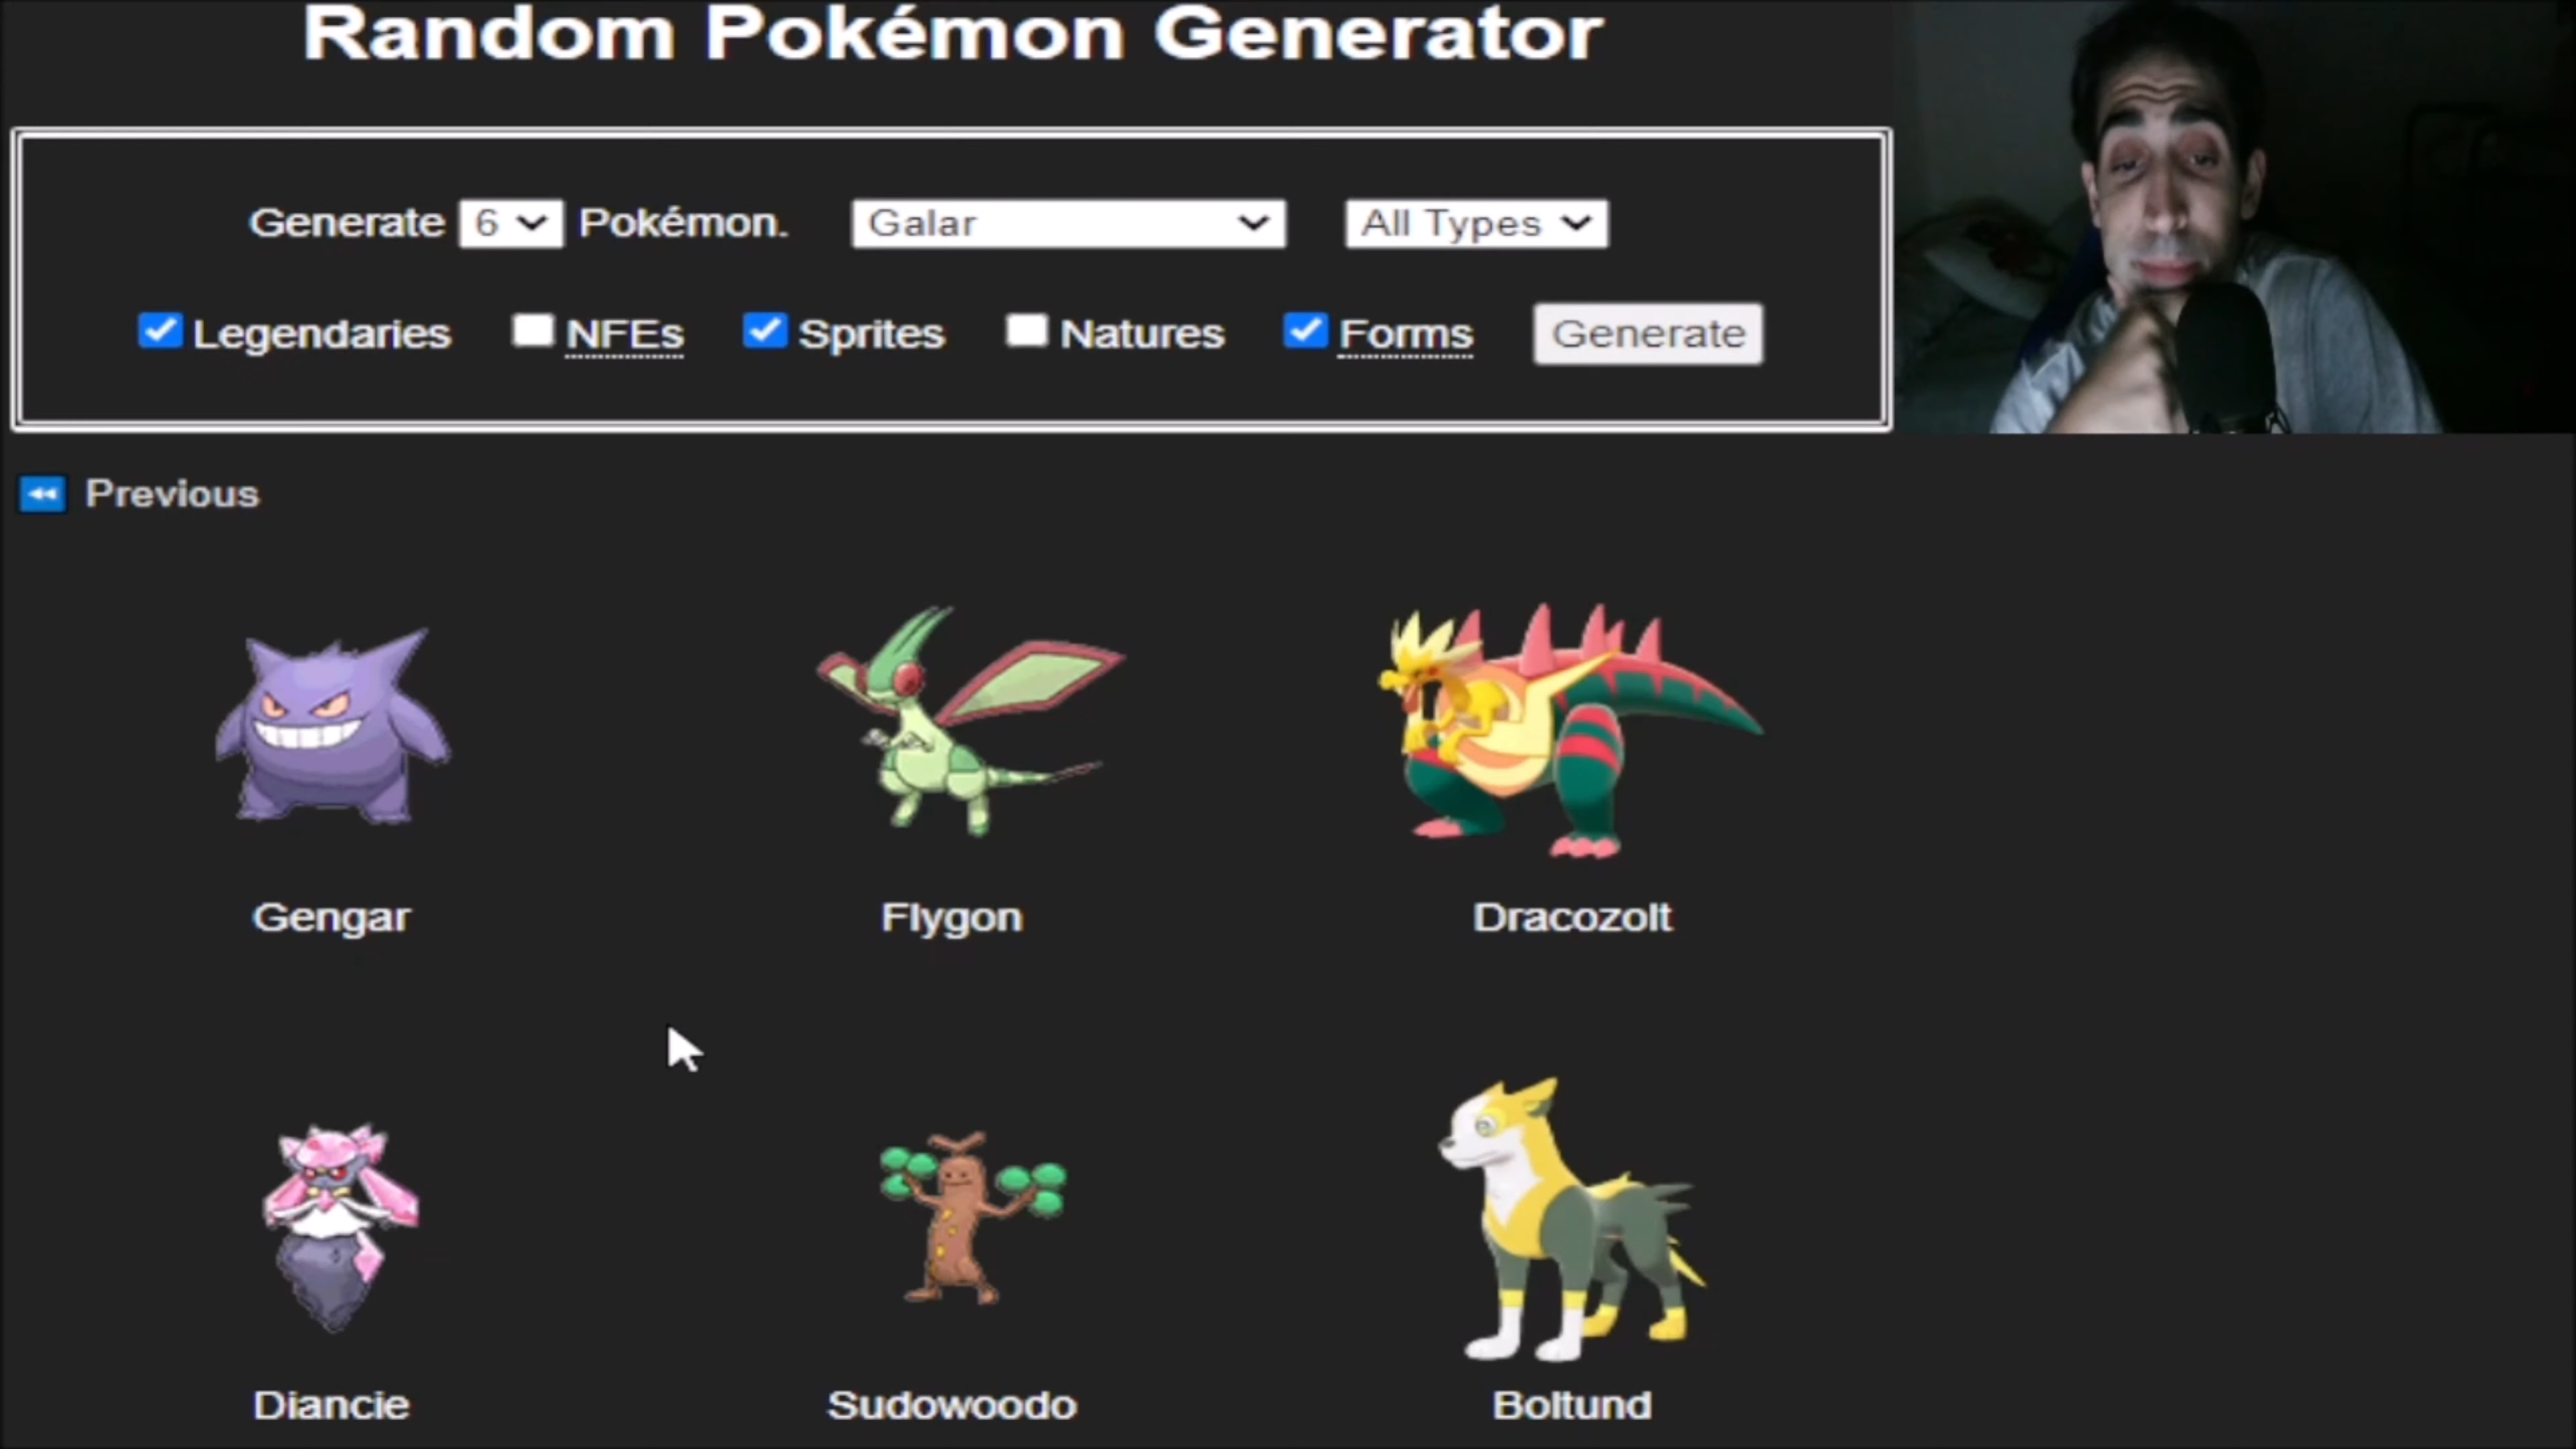 Random Pokémon Generator
Generate 6 Pokémon. Galar All Types
Legendaries NFEs Sprites Natures Forms Generate
Previous
Gengar Flygon Dracozolt
Diancie Sudowoodo Boltund